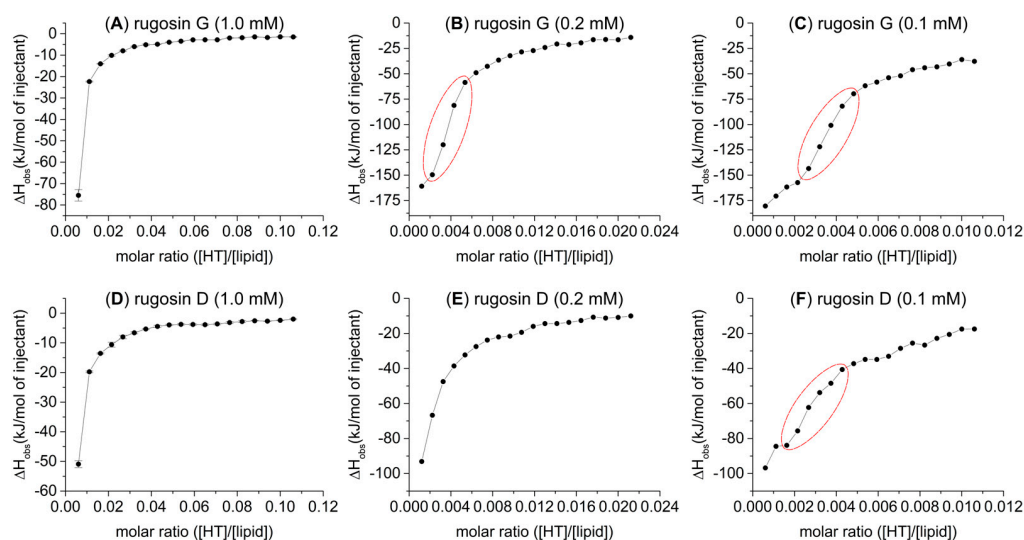 (A) rugosin G (1.0 mM)
0
-10
-20
-30
-40
-50
-60
-70
-80
ΔHobs(kJ/mol of injectant)
0.00 0.02 0.04 0.06 0.08 0.10 0.12
molar ratio ([HT]/[lipid])
(B) rugosin G (0.2 mM)
0
-25
-50
-75
-100
-125
-150
-175
ΔHobs(kJ/mol of injectant)
0.000 0.004 0.008 0.012 0.016 0.020 0.024
molar ratio ([HT]/[lipid])
(C) rugosin G (0.1 mM)
0
-25
-50
-75
-100
-125
-150
-175
ΔHobs(kJ/mol of injectant)
0.000 0.002 0.004 0.006 0.008 0.010 0.012
molar ratio ([HT]/[lipid])
(D) rugosin D (1.0 mM)
0
-10
-20
-30
-40
-50
-60
ΔHobs(kJ/mol of injectant)
0.00 0.02 0.04 0.06 0.08 0.10 0.12
molar ratio ([HT]/[lipid])
(E) rugosin D (0.2 mM)
0
-20
-40
-60
-80
-100
ΔHobs(kJ/mol of injectant)
0.000 0.004 0.008 0.012 0.016 0.020 0.024
molar ratio ([HT]/[lipid])
(F) rugosin D (0.1 mM)
0
-20
-40
-60
-80
-100
ΔHobs(kJ/mol of injectant)
0.000 0.002 0.004 0.006 0.008 0.010 0.012
molar ratio ([HT]/[lipid])